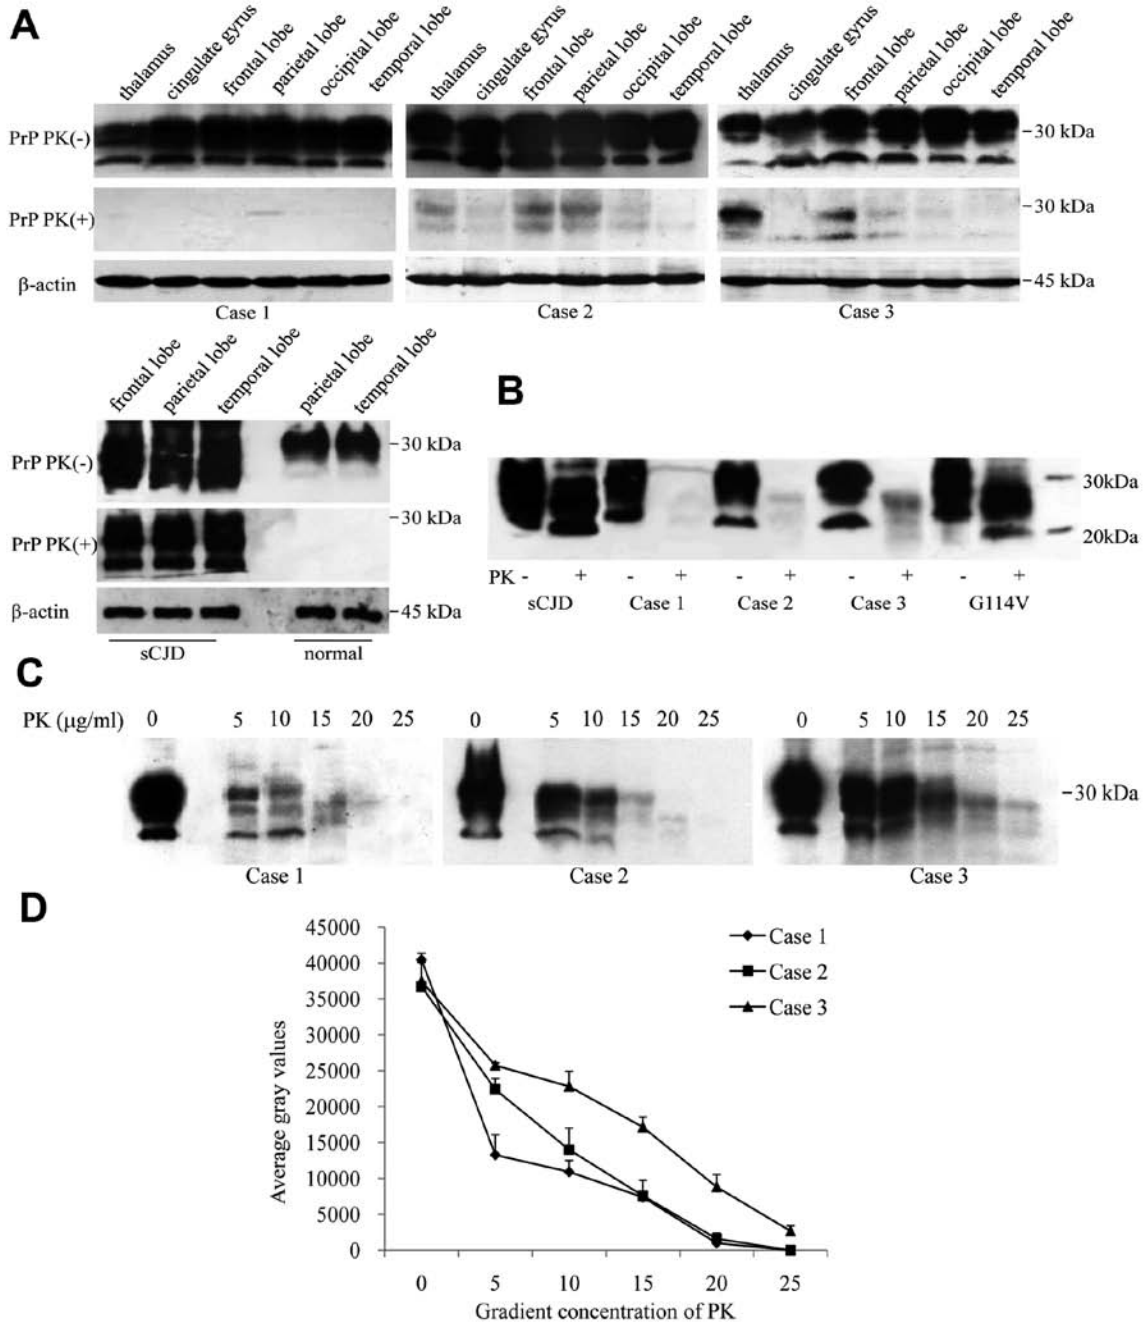 A
thalamus cingulate gyrus frontal lobe parietal lobe occipital lobe temporal lobe
thalamus cingulate gyrus frontal lobe parietal lobe occipital lobe temporal lobe
thalamus cingulate gyrus frontal lobe parietal lobe occipital lobe temporal lobe
PrP PK(-) -30 kDa
PrP PK(+) -30 kDa
β-actin -45 kDa
Case 1 Case 2 Case 3
frontal lobe parietal lobe temporal lobe parietal lobe temporal lobe
PrP PK(-) -30 kDa
PrP PK(+) -30 kDa
β-actin -45 kDa
sCJD normal
B
30kDa
20kDa
PK - + - + - + - + - +
sCJD Case 1 Case 2 Case 3 G114V
C
PK (μg/ml) 0 5 10 15 20 25 0 5 10 15 20 25 0 5 10 15 20 25
-30 kDa
Case 1 Case 2 Case 3
D
45000
40000
35000
30000
25000
20000
15000
10000
5000
0
Average gray values
Case 1
Case 2
Case 3
0 5 10 15 20 25
Gradient concentration of PK